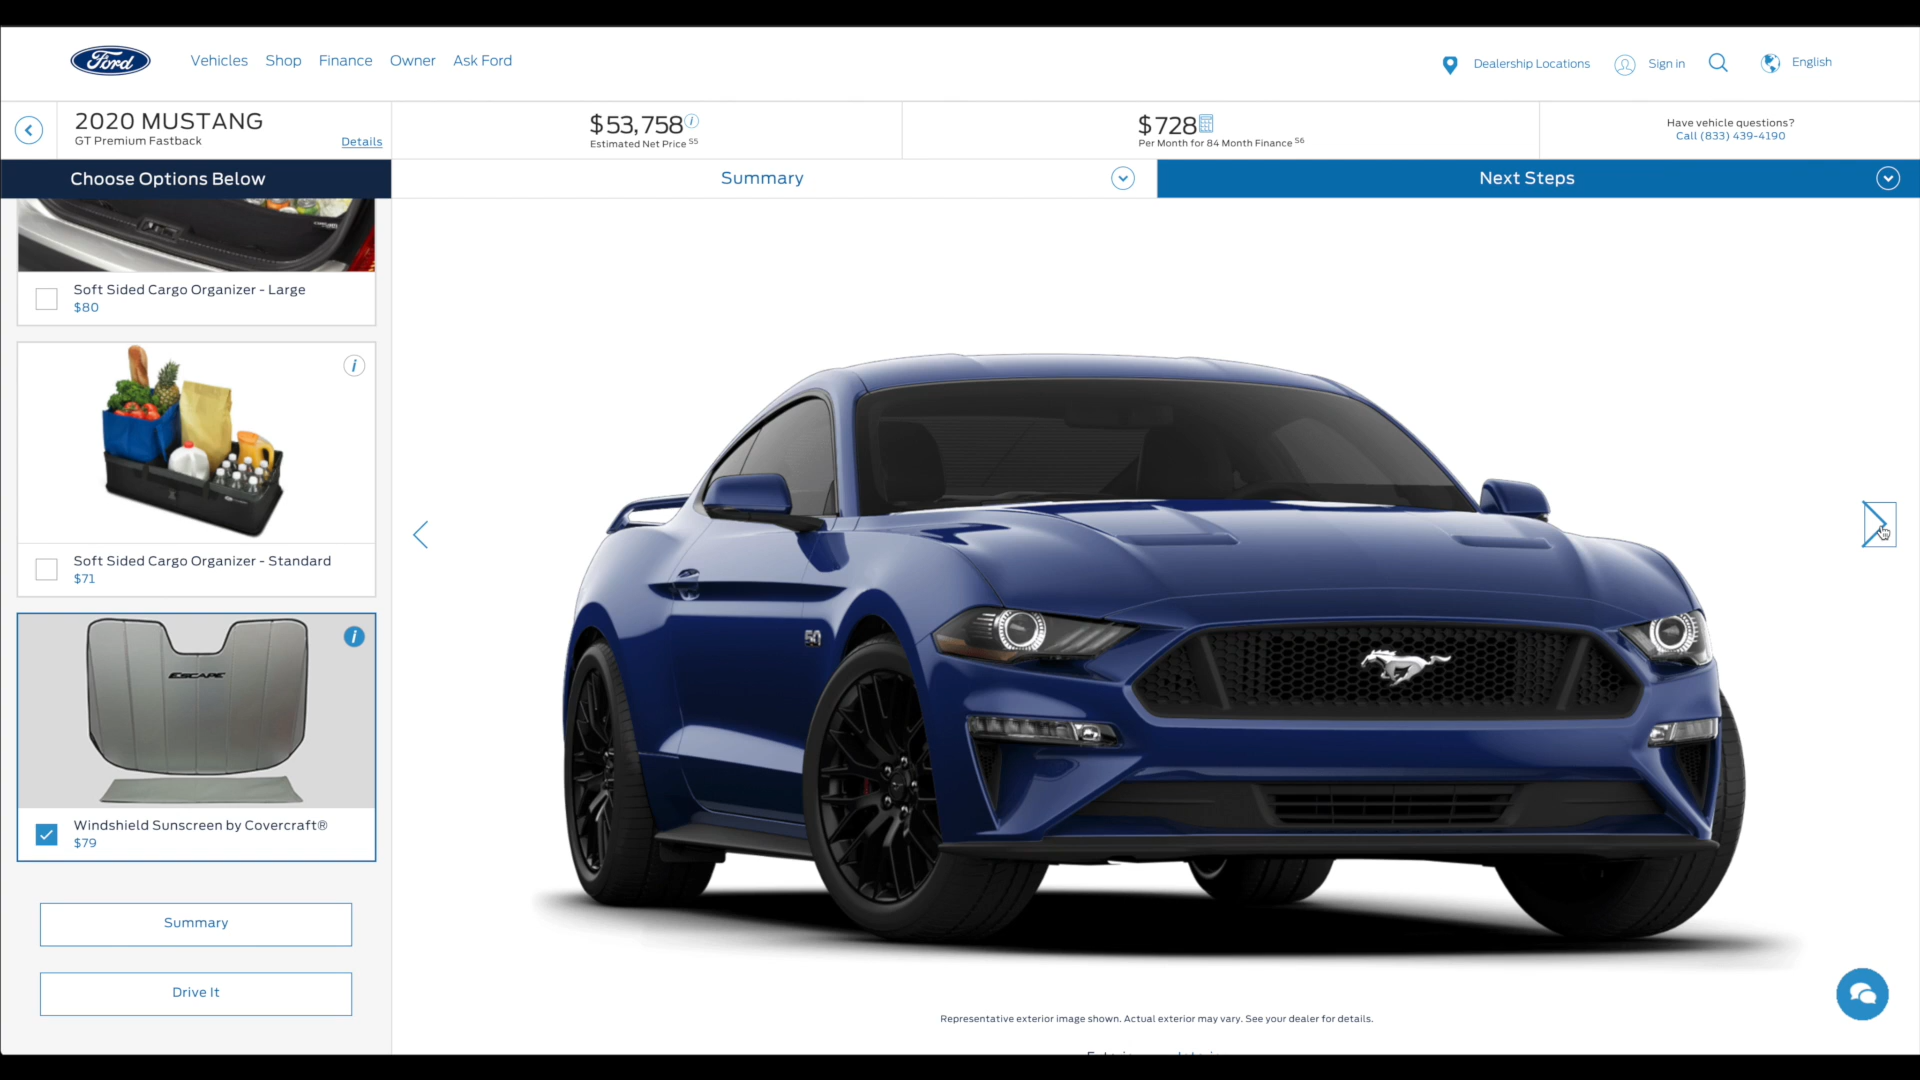 Ford
Vehicles Shop Finance Owner Ask Ford
Dealership Locations
Sign in
English
2020 MUSTANG
GT Premium Fastback
Details
$53,758
Estimated Net Price 55
$728
Per Month for 84 Month Finance 56
Have vehicle questions?
Call (833) 439-4190
Choose Options Below
Summary
Next Steps
Soft Sided Cargo Organizer - Large
$80
i
Soft Sided Cargo Organizer - Standard
$71
i
ESCAPE
Windshield Sunscreen by Covercraft®
$79
Summary
Drive It
5.0
Representative exterior image shown. Actual exterior may vary. See your dealer for details.